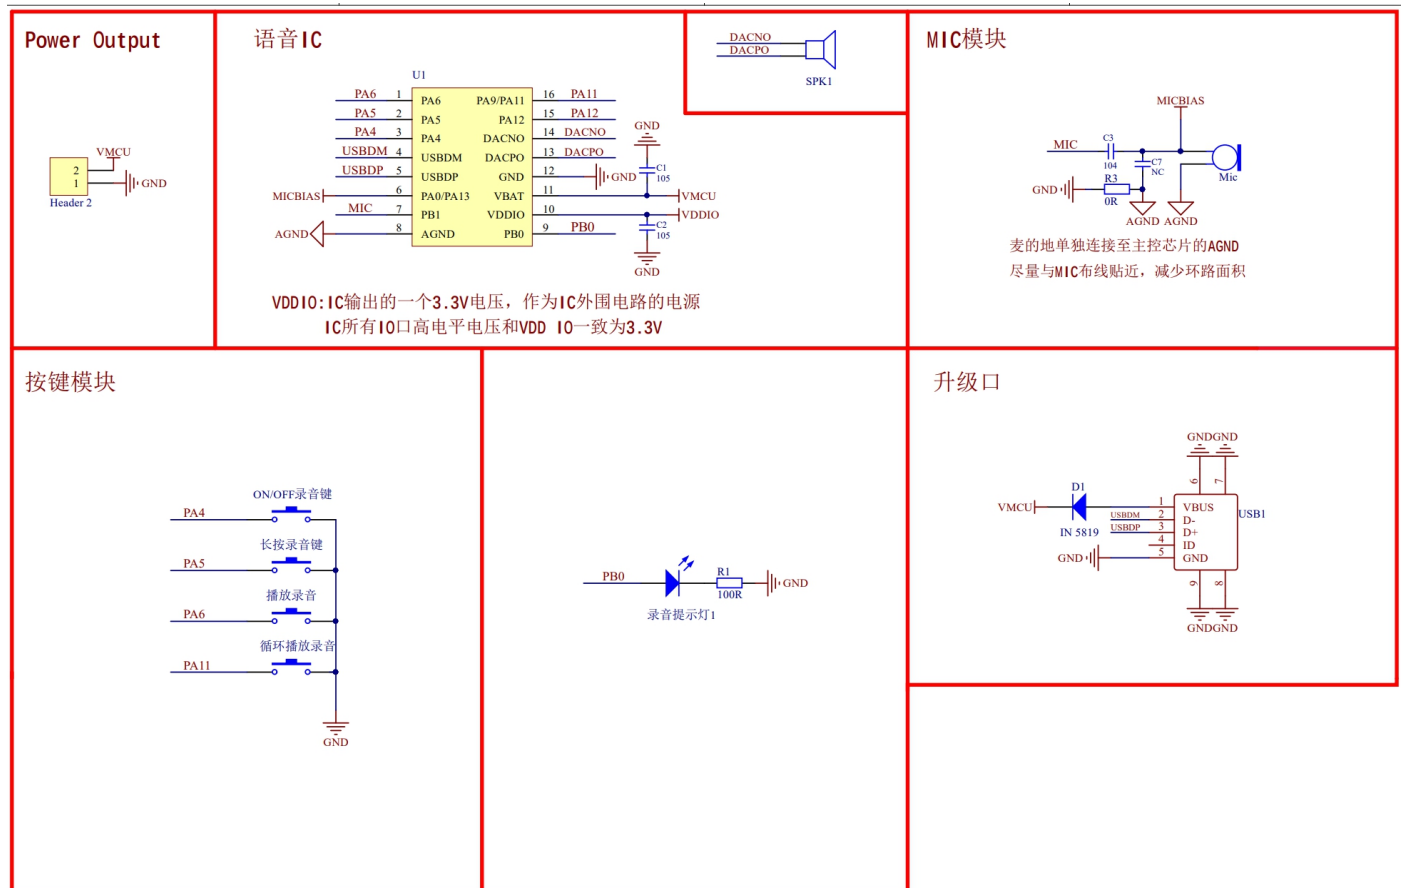 Power Output
VMCU
2
1
GND
Header 2
语音IC
U1
PA6 1 PA6 PA9/PA11 16 PA11
PA5 2 PA5 PA12 15 PA12
PA4 3 PA4 DACNO 14 DACNO
USBDM 4 USBDM DACPO 13 DACPO
USBDP 5 USBDP GND 12 GND
MICBIAS 6 PA0/PA13 VBAT 11 VMCU
MIC 7 PB1 VDDIO 10 VDDIO
AGND 8 AGND PB0 9 PB0
GND
C1
105
C2
105
GND
VDDIO:IC输出的一个3.3V电压，作为IC外围电路的电源
IC所有IO口高电平电压和VDD IO一致为3.3V
DACNO
DACPO
SPK1
MIC模块
MICBIAS
MIC
C3
104
C7
NC
Mic
GND
R3
0R
AGND AGND
麦的地单独连接至主控芯片的AGND
尽量与MIC布线贴近，减少环路面积
按键模块
ON/OFF录音键
PA4
长按录音键
PA5
播放录音
PA6
循环播放录音
PA11
GND
PB0
R1
100R
GND
录音提示灯1
升级口
GNDGND
6 7
D1
VMCU
IN 5819
1 VBUS
USBDM 2 D-
USBDP 3 D+
4 ID
GND 5 GND
USB1
9 8
GNDGND